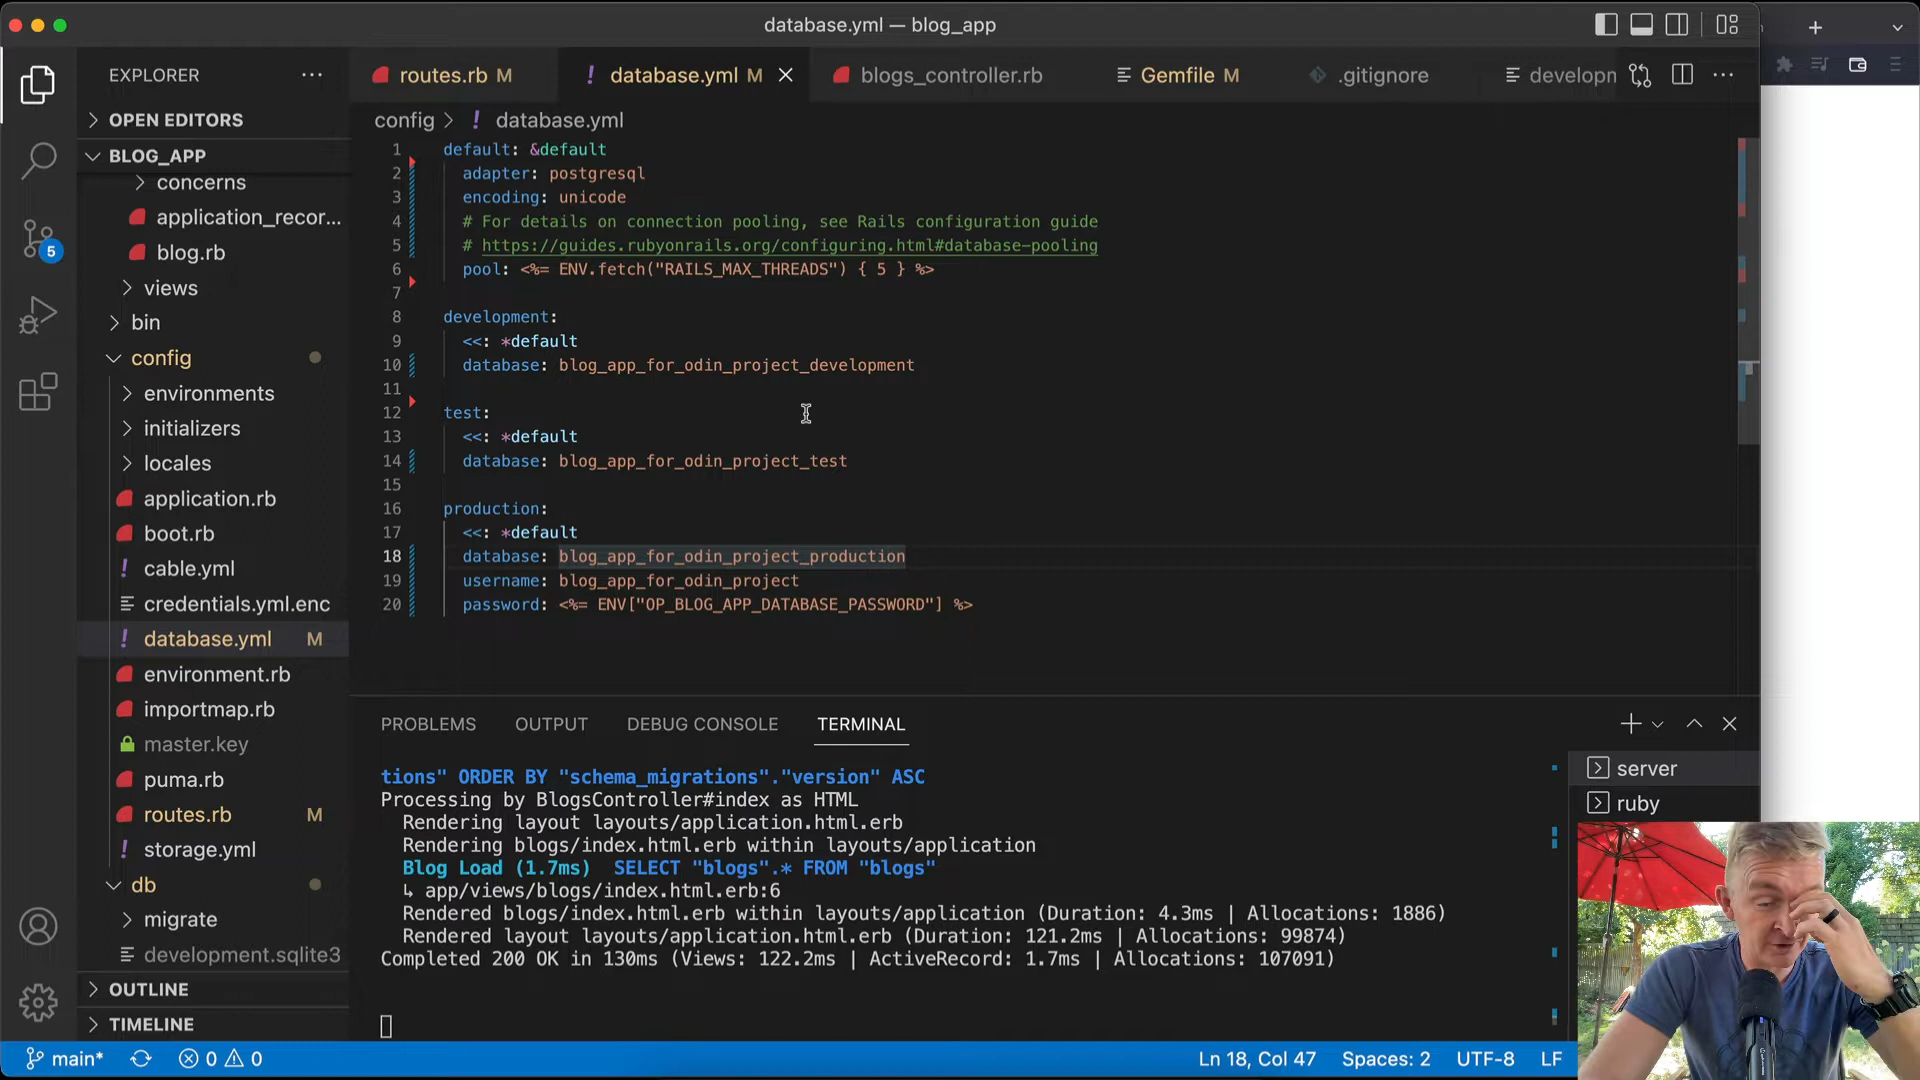 database.yml — blog_app
EXPLORER
routes.rb M
database.yml M
blogs_controller.rb
Gemfile M
.gitignore
developm
OPEN EDITORS
BLOG_APP
concerns
application_recor...
blog.rb
views
bin
config
environments
initializers
locales
application.rb
boot.rb
cable.yml
credentials.yml.enc
database.yml M
environment.rb
importmap.rb
master.key
puma.rb
routes.rb M
storage.yml
db
migrate
development.sqlite3
OUTLINE
TIMELINE
5
config > ! database.yml
1 default: &default
2 adapter: postgresql
3 encoding: unicode
4 # For details on connection pooling, see Rails configuration guide
5 # https://guides.rubyonrails.org/configuring.html#database-pooling
6 pool: <%= ENV.fetch("RAILS_MAX_THREADS") { 5 } %>
7
8 development:
9 <<: *default
10 database: blog_app_for_odin_project_development
11
12 test:
13 <<: *default
14 database: blog_app_for_odin_project_test
15
16 production:
17 <<: *default
18 database: blog_app_for_odin_project_production
19 username: blog_app_for_odin_project
20 password: <%= ENV["OP_BLOG_APP_DATABASE_PASSWORD"] %>
PROBLEMS OUTPUT DEBUG CONSOLE TERMINAL
tions" ORDER BY "schema_migrations"."version" ASC
Processing by BlogsController#index as HTML
Rendering layout layouts/application.html.erb
Rendering blogs/index.html.erb within layouts/application
Blog Load (1.7ms) SELECT "blogs".* FROM "blogs"
↳ app/views/blogs/index.html.erb:6
Rendered blogs/index.html.erb within layouts/application (Duration: 4.3ms | Allocations: 1886)
Rendered layout layouts/application.html.erb (Duration: 121.2ms | Allocations: 99874)
Completed 200 OK in 130ms (Views: 122.2ms | ActiveRecord: 1.7ms | Allocations: 107091)
server
ruby
main* 0 0 Ln 18, Col 47 Spaces: 2 UTF-8 LF